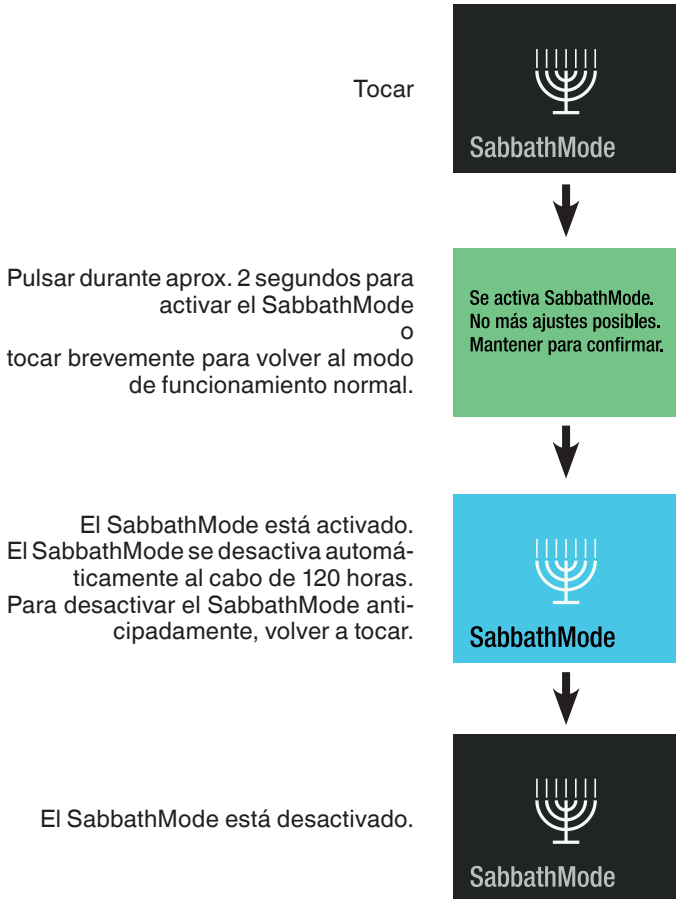 Tocar
SabbathMode
Pulsar durante aprox. 2 segundos para
activar el SabbathMode
o
tocar brevemente para volver al modo
de funcionamiento normal.
Se activa SabbathMode.
No más ajustes posibles.
Mantener para confirmar.
El SabbathMode está activado.
El SabbathMode se desactiva automá-
ticamente al cabo de 120 horas.
Para desactivar el SabbathMode anti-
cipadamente, volver a tocar.
SabbathMode
El SabbathMode está desactivado.
SabbathMode